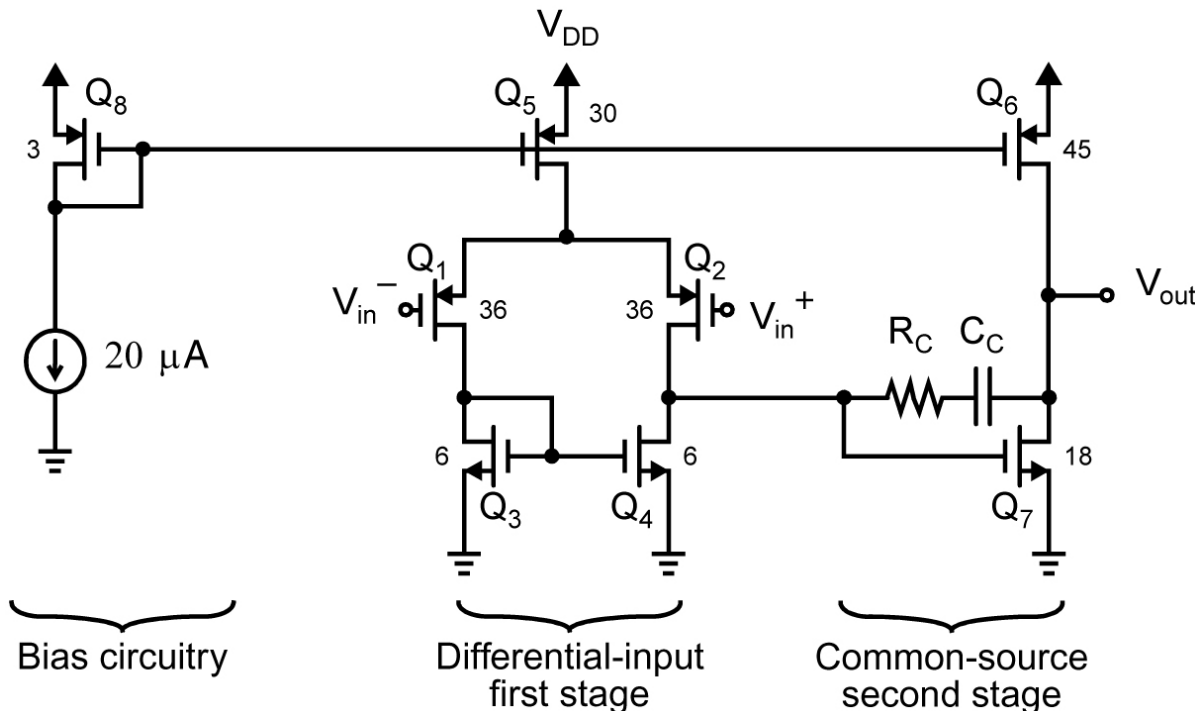 V_DD
Q_8
Q_5
Q_6
30
3
45
Q_1
Q_2
V_in^-
36
36
V_in^+
V_out
20 μA
R_C
C_C
6
6
18
Q_3
Q_4
Q_7
Bias circuitry
Differential-input
first stage
Common-source
second stage